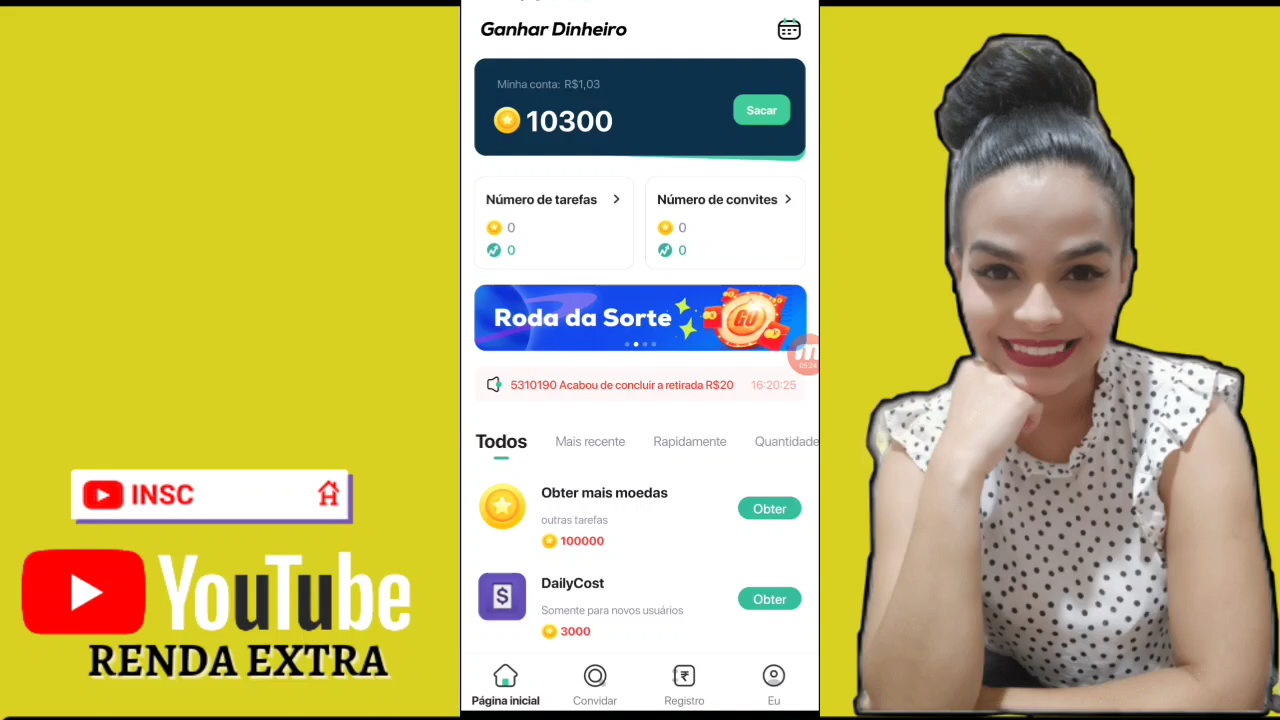 Ganhar Dinheiro
Minha conta: R$1,03
10300
Sacar
Número de tarefas
0
0
Número de convites
0
0
Roda da Sorte
GO
05:24
5310190 Acabou de concluir a retirada R$20 16:20:25
Todos Mais recente Rapidamente Quantidade
Obter mais moedas
outras tarefas
100000
Obter
DailyCost
Somente para novos usuários
3000
Obter
Página inicial Convidar Registro Eu
INSC
YouTube
RENDA EXTRA